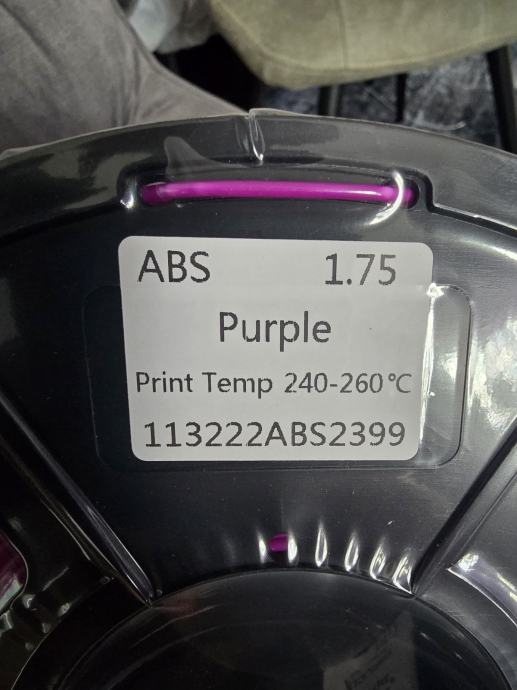 ABS 1.75
Purple
Print Temp 240-260℃
113222ABS2399